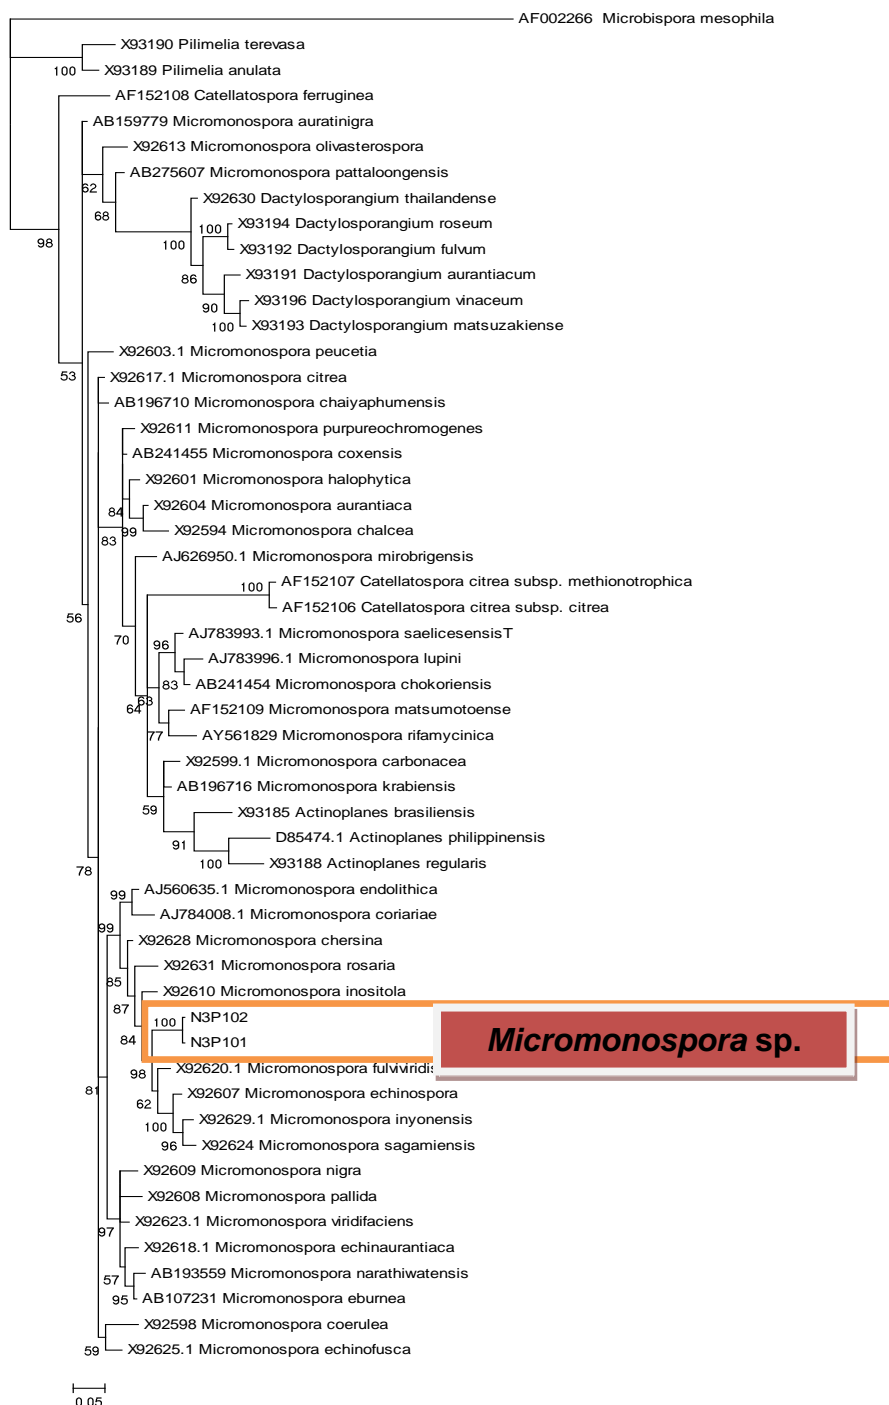 AF002266 Microbispora mesophila
X93190 Pilimelia terevasa
100
X93189 Pilimelia anulata
AF152108 Catellatospora ferruginea
AB159779 Micromonospora auratinigra
X92613 Micromonospora olivasterospora
AB275607 Micromonospora pattaloongensis
62
X92630 Dactylosporangium thailandense
68
X93194 Dactylosporangium roseum
100
98
100
X93192 Dactylosporangium fulvum
X93191 Dactylosporangium aurantiacum
86
X93196 Dactylosporangium vinaceum
90
100
X93193 Dactylosporangium matsuzakiense
X92603.1 Micromonospora peucetia
53
X92617.1 Micromonospora citrea
AB196710 Micromonospora chaiyaphumensis
X92611 Micromonospora purpureochromogenes
AB241455 Micromonospora coxensis
X92601 Micromonospora halophytica
X92604 Micromonospora aurantiaca
84
99
X92594 Micromonospora chalcea
83
AJ626950.1 Micromonospora mirobrigensis
100
AF152107 Catellatospora citrea subsp. methionotrophica
AF152106 Catellatospora citrea subsp. citrea
56
AJ783993.1 Micromonospora saelicesensisT
70
96
AJ783996.1 Micromonospora lupini
83
AB241454 Micromonospora chokoriensis
63
64
AF152109 Micromonospora matsumotoense
77
AY561829 Micromonospora rifamycinica
X92599.1 Micromonospora carbonacea
AB196716 Micromonospora krabiensis
59
X93185 Actinoplanes brasiliensis
D85474.1 Actinoplanes philippinensis
91
100
X93188 Actinoplanes regularis
78
AJ560635.1 Micromonospora endolithica
99
AJ784008.1 Micromonospora coriariae
99
X92628 Micromonospora chersina
X92631 Micromonospora rosaria
85
X92610 Micromonospora inositola
87
N3P102
100
84
N3P101
Micromonospora sp.
X92620.1 Micromonospora fulviviridis
98
X92607 Micromonospora echinospora
81
62
X92629.1 Micromonospora inyonensis
100
96
X92624 Micromonospora sagamiensis
X92609 Micromonospora nigra
X92608 Micromonospora pallida
X92623.1 Micromonospora viridifaciens
97
X92618.1 Micromonospora echinaurantiaca
AB193559 Micromonospora narathiwatensis
57
95
AB107231 Micromonospora eburnea
X92598 Micromonospora coerulea
59
X92625.1 Micromonospora echinofusca
0.05